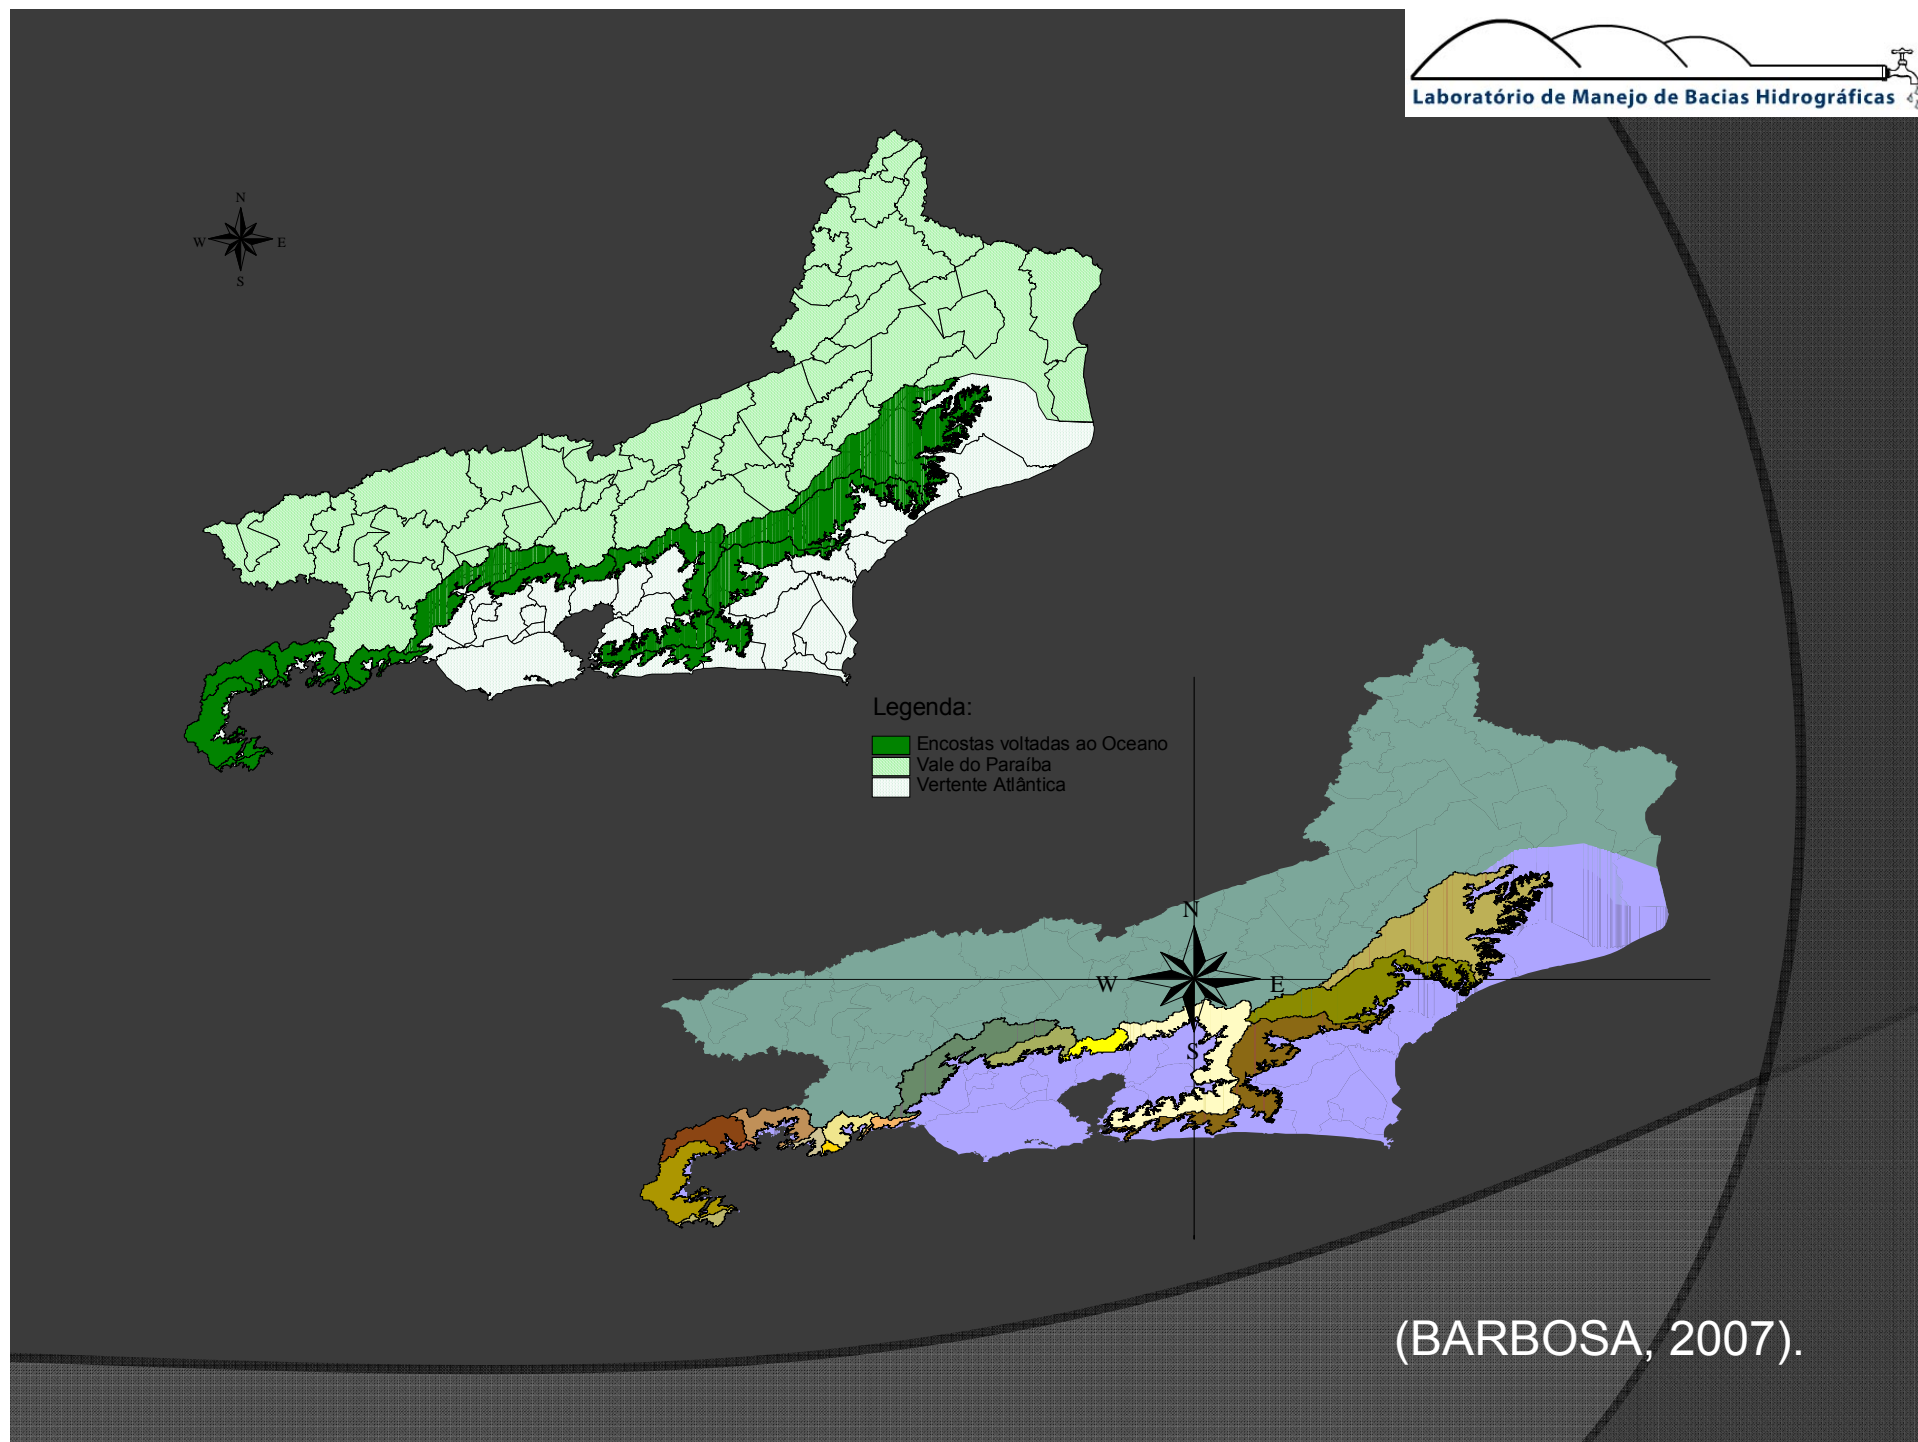 Laboratório de Manejo de Bacias Hidrográficas
N
W E
S
Legenda:
Encostas voltadas ao Oceano
Vale do Paraíba
Vertente Atlântica
N
W E
S
(BARBOSA, 2007).